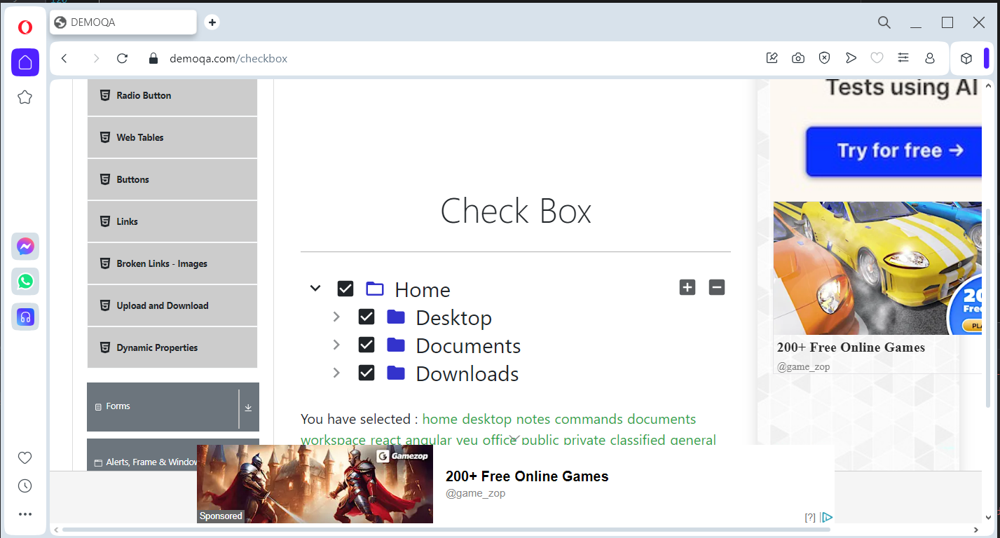 120
DEMOQA
demoqa.com/checkbox
Radio Button
Web Tables
Buttons
Links
Broken Links - Images
Upload and Download
Dynamic Properties
Forms
Alerts, Frame & Window
Check Box
Home
Desktop
Documents
Downloads
You have selected : home desktop notes commands documents
workspace react angular veu office public private classified general
Tests using AI
Try for free →
200+ Free Online Games
@game_zop
Gamezop
Sponsored
200+ Free Online Games
@game_zop
[?]